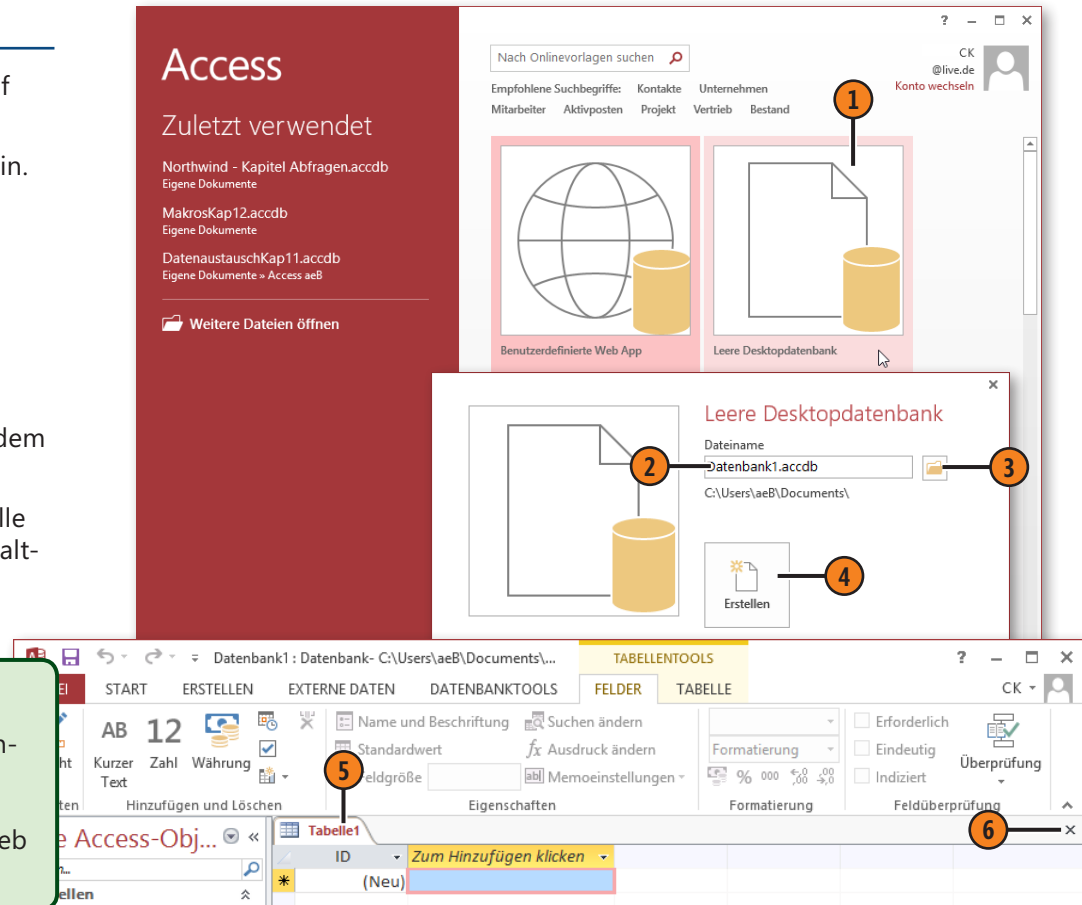 f
in.
dem
lle
alt-
n-
eb
? – □ ×
Access
Zuletzt verwendet
Northwind - Kapitel Abfragen.accdb
Eigene Dokumente
MakrosKap12.accdb
Eigene Dokumente
DatenaustauschKap11.accdb
Eigene Dokumente » Access aeB
Weitere Dateien öffnen
Nach Onlinevorlagen suchen
CK
@live.de
Konto wechseln
Empfohlene Suchbegriffe: Kontakte Unternehmen
Mitarbeiter Aktivposten Projekt Vertrieb Bestand
1
Benutzerdefinierte Web App
Leere Desktopdatenbank
Leere Desktopdatenbank
Dateiname
2
Datenbank1.accdb
3
C:\Users\aeB\Documents\
4
Erstellen
Datenbank1 : Datenbank- C:\Users\aeB\Documents\...
TABELLENTOOLS
? – □ ×
EI START ERSTELLEN EXTERNE DATEN DATENBANKTOOLS FELDER TABELLE
CK
ht
AB
Kurzer
Text
12
Zahl
Währung
ten
Hinzufügen und Löschen
Name und Beschriftung
Standardwert
eldgröße
Suchen ändern
fx Ausdruck ändern
ab Memoeinstellungen
Eigenschaften
Formatierung
% 000
Formatierung
Erforderlich
Eindeutig
Indiziert
Überprüfung
Feldüberprüfung
5
6
e Access-Obj... «
n...
ellen
Tabelle1
ID Zum Hinzufügen klicken
(Neu)